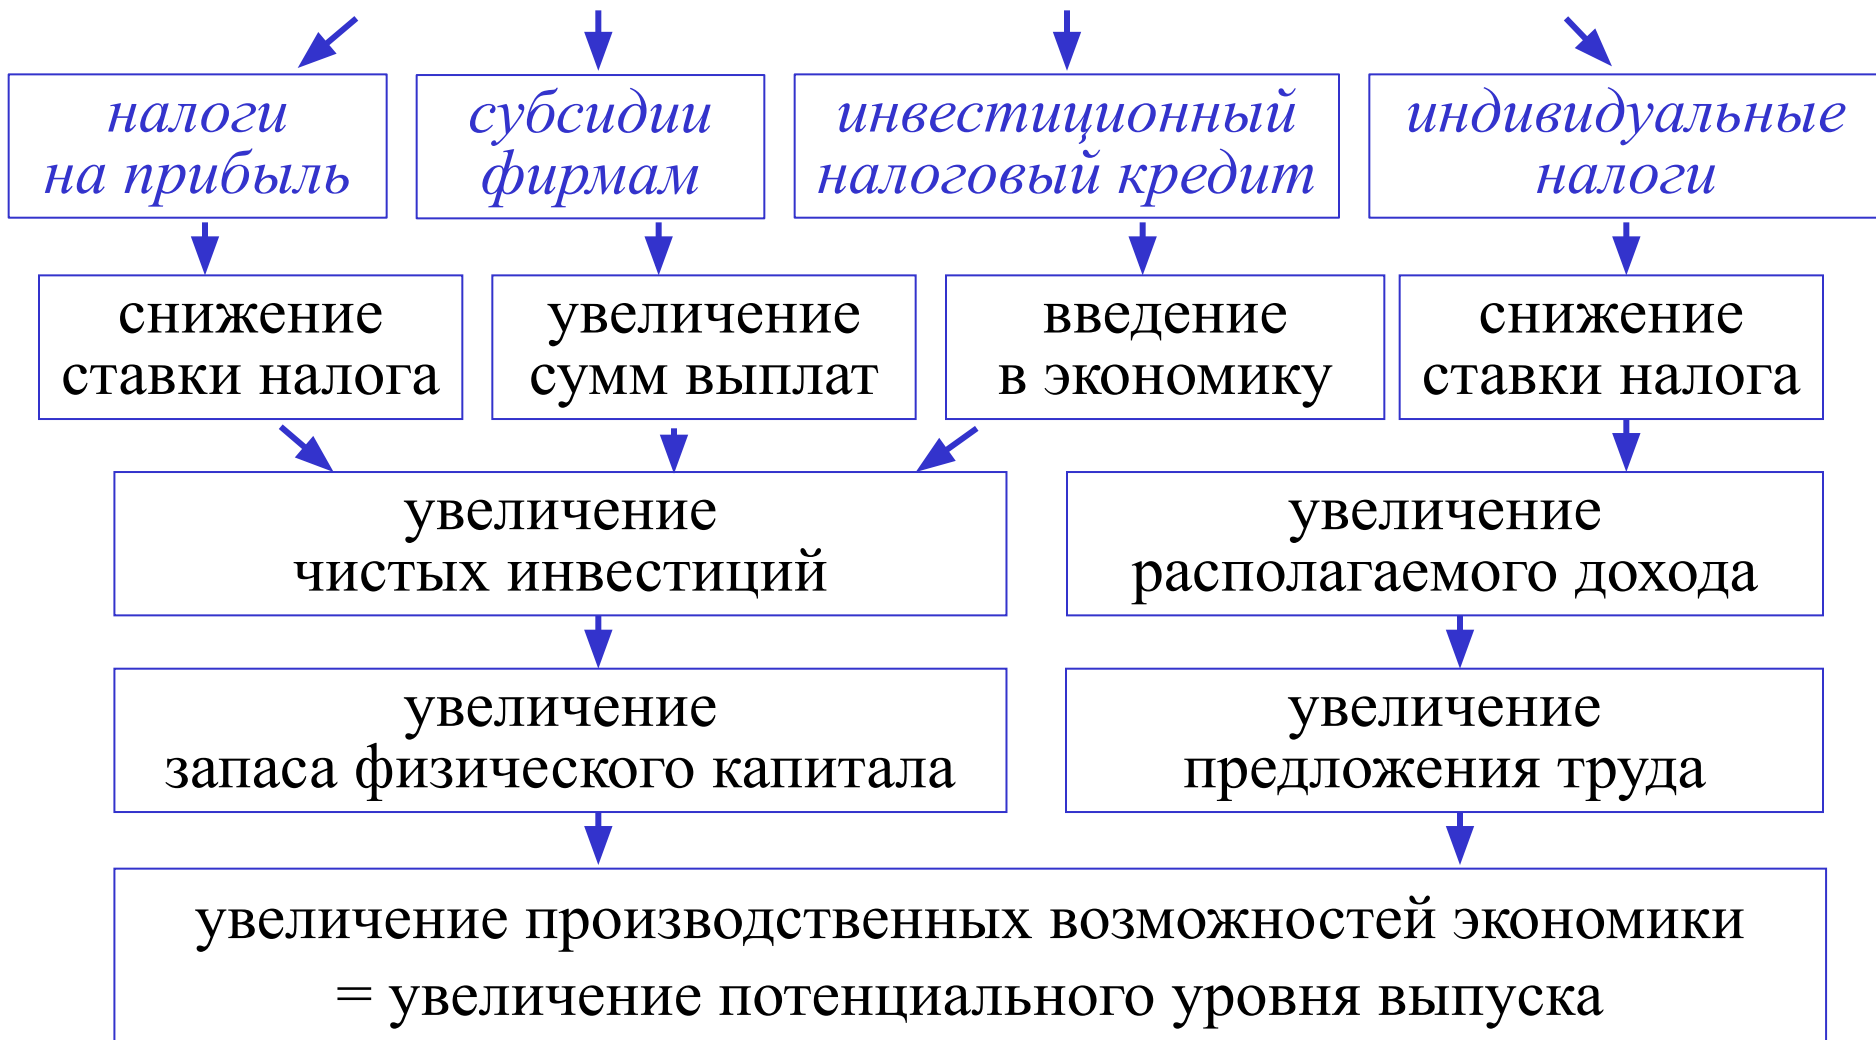 налоги
на прибыль
субсидии
фирмам
инвестиционный
налоговый кредит
индивидуальные
налоги
снижение
ставки налога
увеличение
сумм выплат
введение
в экономику
снижение
ставки налога
увеличение
чистых инвестиций
увеличение
располагаемого дохода
увеличение
запаса физического капитала
увеличение
предложения труда
увеличение производственных возможностей экономики
= увеличение потенциального уровня выпуска